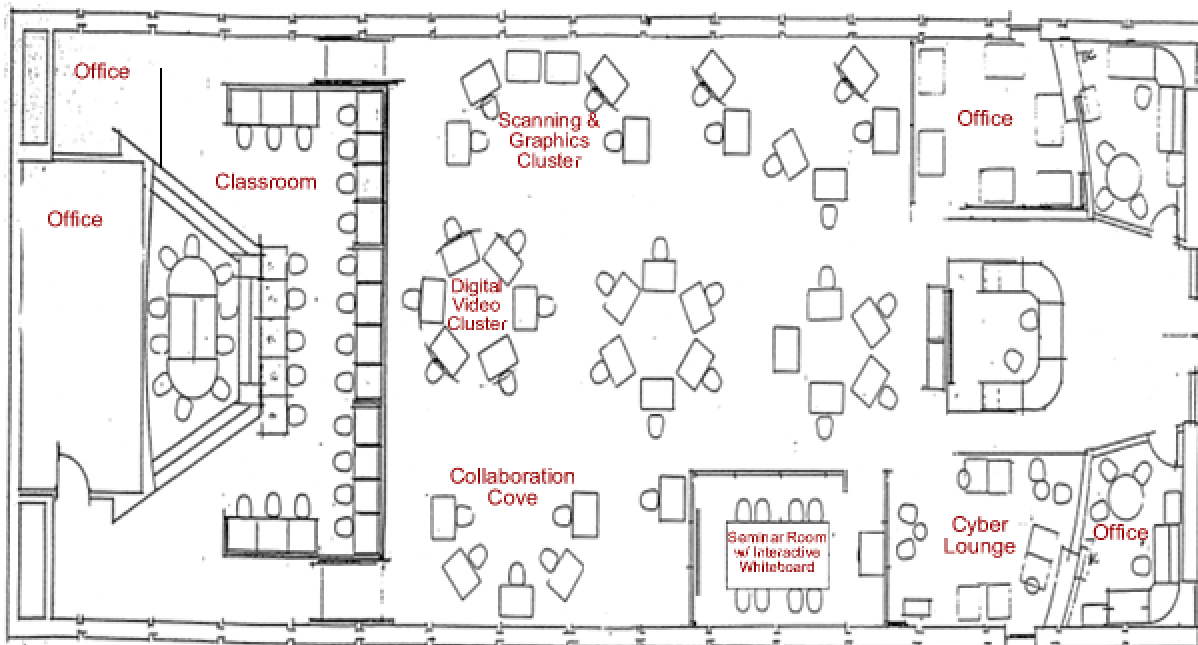 Office
Scanning &
Graphics
Cluster
Office
Classroom
Office
Digital
Video
Cluster
Collaboration
Cove
Seminar Room
w/ Interactive
Whiteboard
Cyber
Lounge
Office